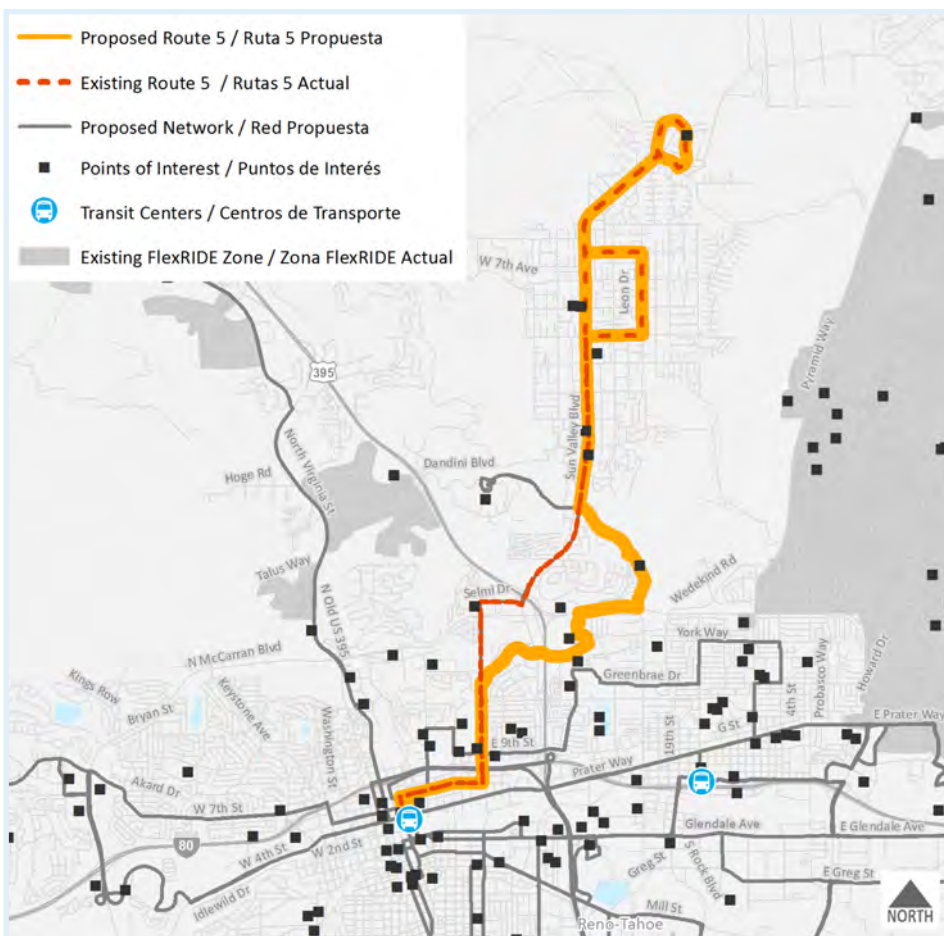 Proposed Route 5 / Ruta 5 Propuesta
Existing Route 5 / Rutas 5 Actual
Proposed Network / Red Propuesta
Points of Interest / Puntos de Interés
Transit Centers / Centros de Transporte
Existing FlexRIDE Zone / Zona FlexRIDE Actual
W 7th Ave
Leon Dr
Pyramid Way
395
Sun Valley Blvd
North Virginia St
Dandini Blvd
Hoge Rd
Talus Way
Selmi Dr
Wedekind Rd
N Old US 395
York Way
N McCarran Blvd
Greenbrae Dr
Kings Row
Keystone Ave
Bryan St
Washington St
4th St
Probasco Way
Howard Dr
19th St
G St
E Prater Way
E 9th St
Prater Way
Akard Dr
W 7th St
Glendale Ave
E Glendale Ave
80
W 4th St
W 2nd St
Greg St
S Rock Blvd
E Greg St
Idlewild Dr
Mill St
Reno-Tahoe
NORTH